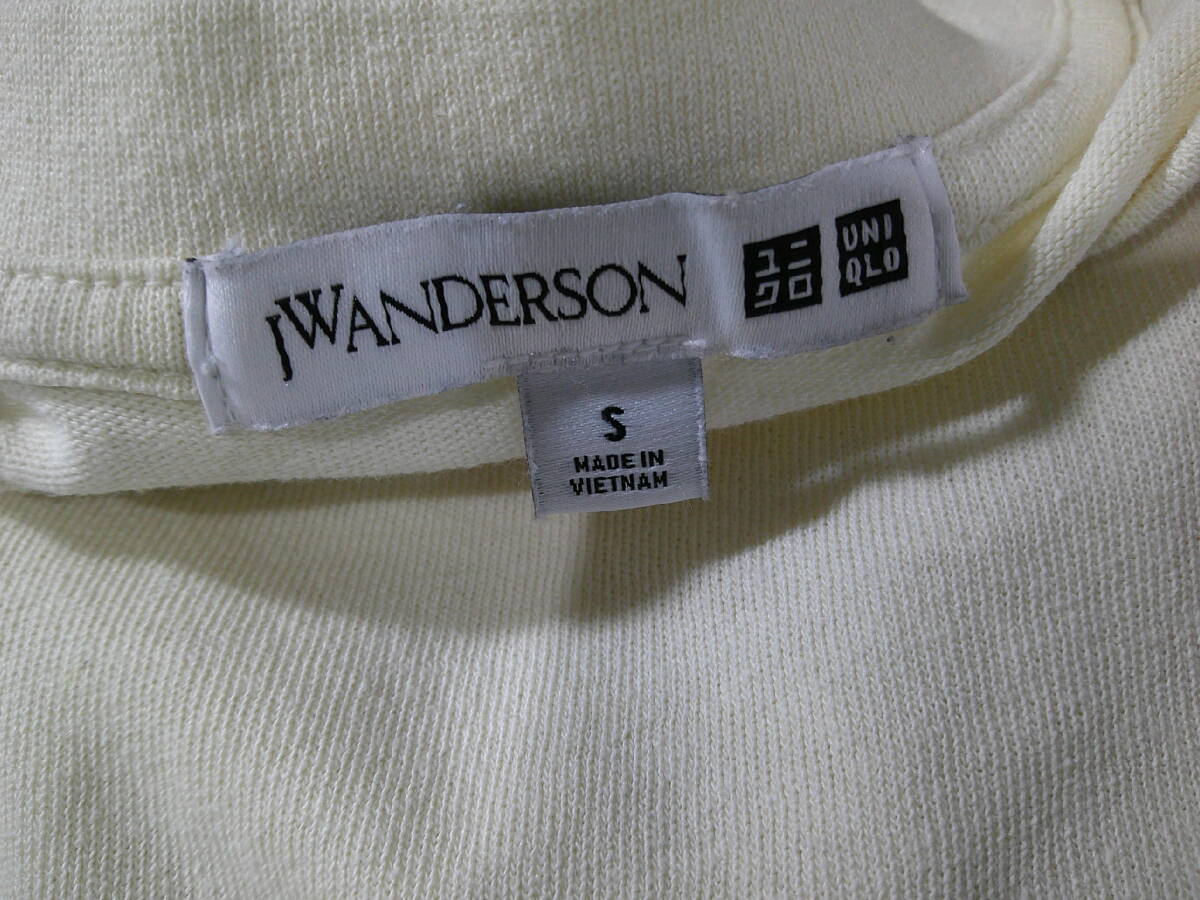 JWANDERSON
ユニ
クロ
UNI
QLO
S
MADE IN
VIETNAM